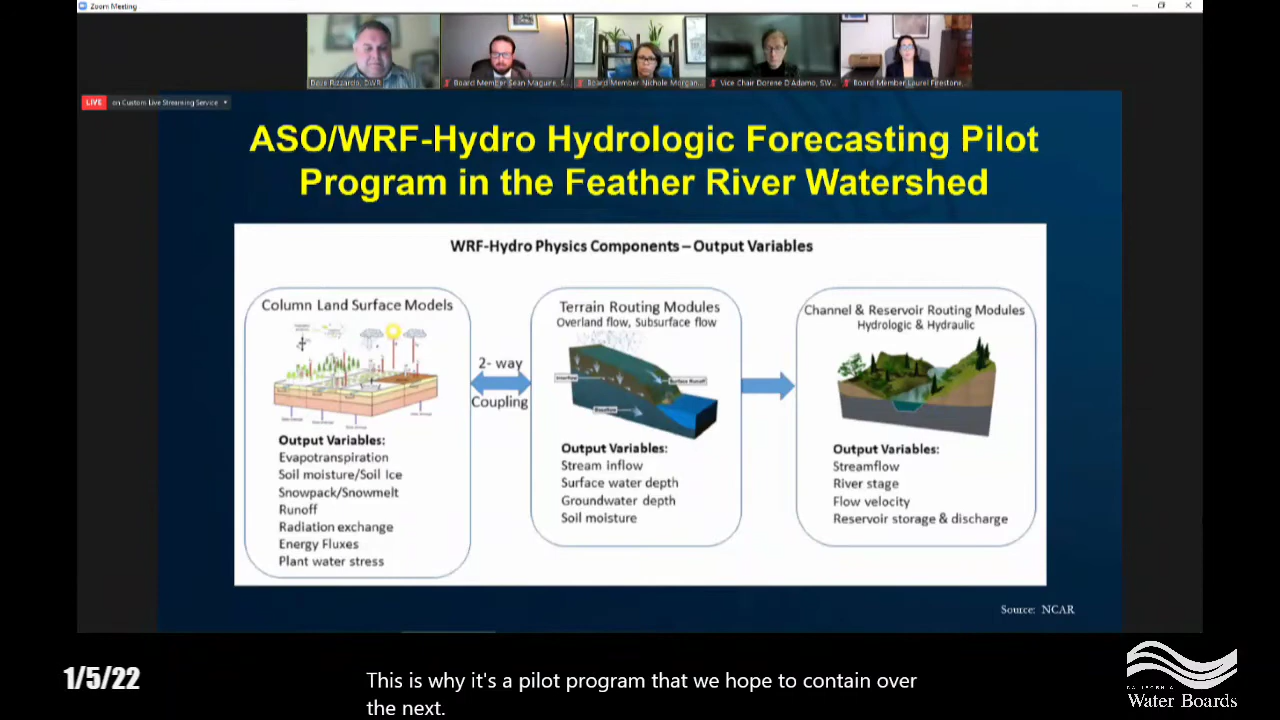 Zoom Meeting
Dave Rizzardo, DWR
Board Member Sean Maguire, S...
Board Member Nichole Morgan...
Vice Chair Dorene D'Adamo, SW...
Board Member Laurel Firestone,
LIVE on Custom Live Streaming Service
ASO/WRF-Hydro Hydrologic Forecasting Pilot
Program in the Feather River Watershed
WRF-Hydro Physics Components – Output Variables
Column Land Surface Models
Output Variables:
Evapotranspiration
Soil moisture/Soil Ice
Snowpack/Snowmelt
Runoff
Radiation exchange
Energy Fluxes
Plant water stress
2- way
Coupling
Terrain Routing Modules
Overland flow, Subsurface flow
Interflow
Surface Runoff
Baseflow
Output Variables:
Stream inflow
Surface water depth
Groundwater depth
Soil moisture
Channel & Reservoir Routing Modules
Hydrologic & Hydraulic
Output Variables:
Streamflow
River stage
Flow velocity
Reservoir storage & discharge
Source: NCAR
1/5/22
This is why it's a pilot program that we hope to contain over
the next.
CALIFORNIA
Water Boards